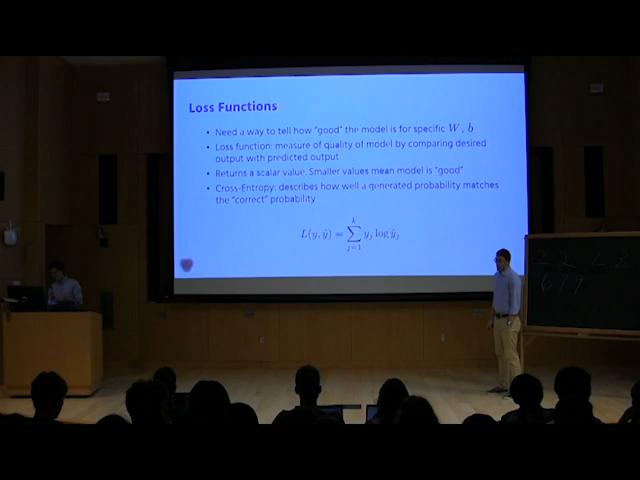 Loss Functions
• Need a way to tell how "good" the model is for specific W, b
• Loss function: measure of quality of model by comparing desired
output with predicted output
• Returns a scalar value. Smaller values mean model is "good"
• Cross-Entropy: describes how well a generated probability matches
the "correct" probability
L(y, ŷ) = ∑_{j=1}^{k} y_j log ŷ_j